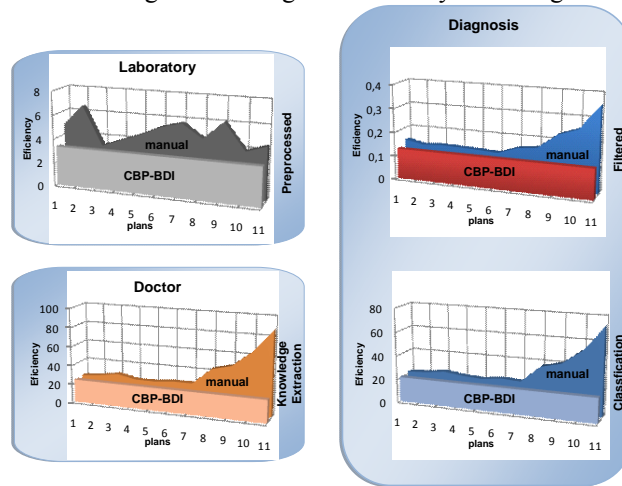 Laboratory
8
6
4
2
0
Eficiency
manual
CBP-BDI
1 2 3 4 5 6 7 8 9 10 11
plans
Preprocessed
Diagnosis
0,4
0,3
0,2
0,1
0
Eficiency
manual
CBP-BDI
1 2 3 4 5 6 7 8 9 10 11
plans
Filtered
Doctor
100
80
60
40
20
0
Eficiency
manual
CBP-BDI
1 2 3 4 5 6 7 8 9 10 11
plans
Knowledge
Extraction
80
60
40
20
0
Eficiency
manual
CBP-BDI
1 2 3 4 5 6 7 8 9 10 11
plans
Classfication